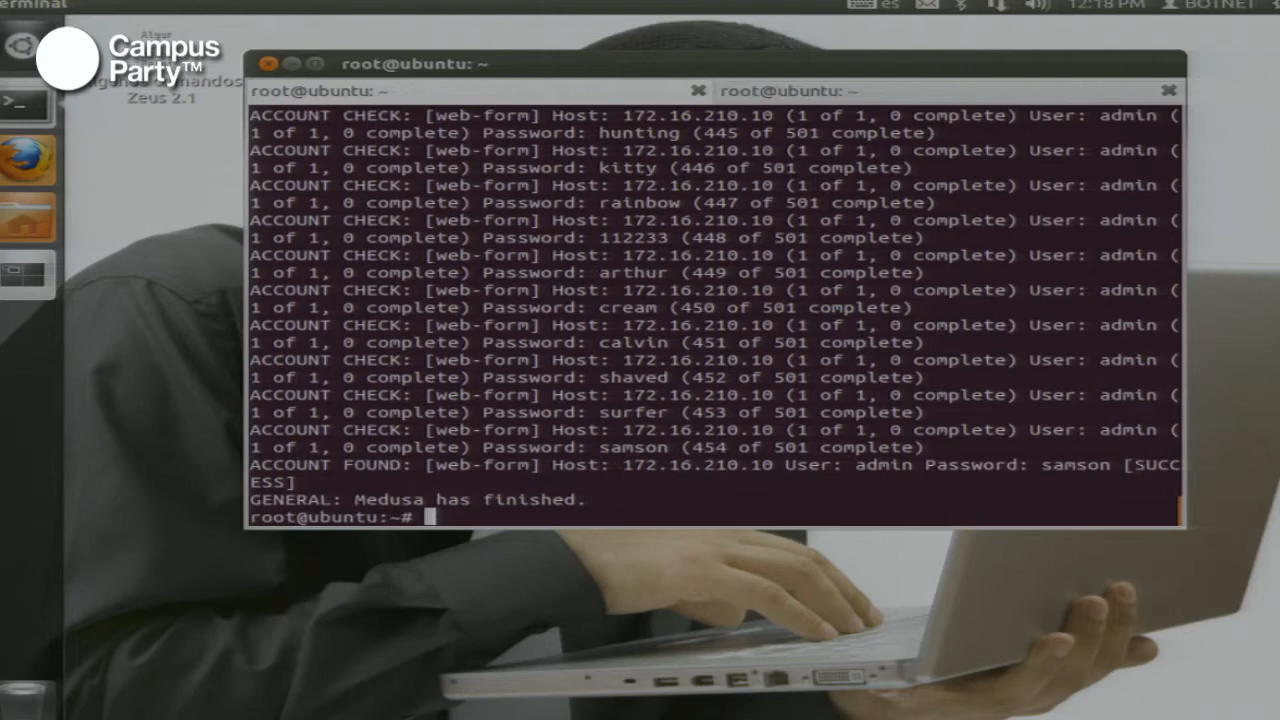 erminal
es
12:18 PM
BOTNET
Campus
Party™
Zeus 2.1
root@ubuntu: ~
root@ubuntu: ~
root@ubuntu: ~
ACCOUNT CHECK: [web-form] Host: 172.16.210.10 (1 of 1, 0 complete) User: admin (
1 of 1, 0 complete) Password: hunting (445 of 501 complete)
ACCOUNT CHECK: [web-form] Host: 172.16.210.10 (1 of 1, 0 complete) User: admin (
1 of 1, 0 complete) Password: kitty (446 of 501 complete)
ACCOUNT CHECK: [web-form] Host: 172.16.210.10 (1 of 1, 0 complete) User: admin (
1 of 1, 0 complete) Password: rainbow (447 of 501 complete)
ACCOUNT CHECK: [web-form] Host: 172.16.210.10 (1 of 1, 0 complete) User: admin (
1 of 1, 0 complete) Password: 112233 (448 of 501 complete)
ACCOUNT CHECK: [web-form] Host: 172.16.210.10 (1 of 1, 0 complete) User: admin (
1 of 1, 0 complete) Password: arthur (449 of 501 complete)
ACCOUNT CHECK: [web-form] Host: 172.16.210.10 (1 of 1, 0 complete) User: admin (
1 of 1, 0 complete) Password: cream (450 of 501 complete)
ACCOUNT CHECK: [web-form] Host: 172.16.210.10 (1 of 1, 0 complete) User: admin (
1 of 1, 0 complete) Password: calvin (451 of 501 complete)
ACCOUNT CHECK: [web-form] Host: 172.16.210.10 (1 of 1, 0 complete) User: admin (
1 of 1, 0 complete) Password: shaved (452 of 501 complete)
ACCOUNT CHECK: [web-form] Host: 172.16.210.10 (1 of 1, 0 complete) User: admin (
1 of 1, 0 complete) Password: surfer (453 of 501 complete)
ACCOUNT CHECK: [web-form] Host: 172.16.210.10 (1 of 1, 0 complete) User: admin (
1 of 1, 0 complete) Password: samson (454 of 501 complete)
ACCOUNT FOUND: [web-form] Host: 172.16.210.10 User: admin Password: samson [SUCC
ESS]
GENERAL: Medusa has finished.
root@ubuntu:~#